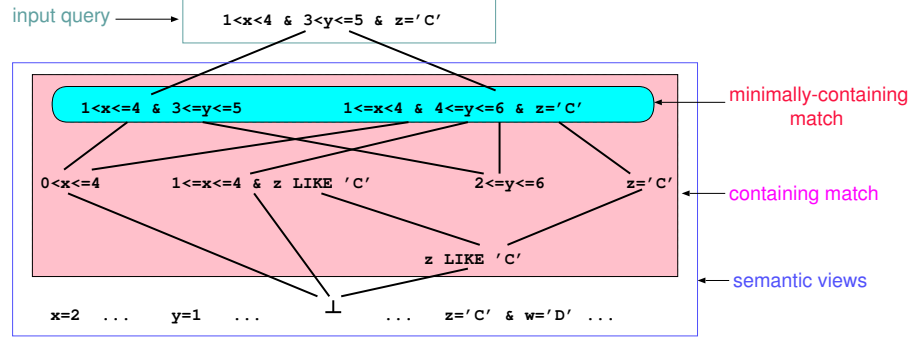 input query
1<x<4 & 3<y<=5 & z='C'
1<x<=4 & 3<=y<=5 1<=x<4 & 4<=y<=6 & z='C'
minimally-containing
match
0<x<=4 1<=x<=4 & z LIKE 'C' 2<=y<=6 z='C'
containing match
z LIKE 'C'
semantic views
⊥
x=2 ... y=1 ... ... z='C' & w='D' ...